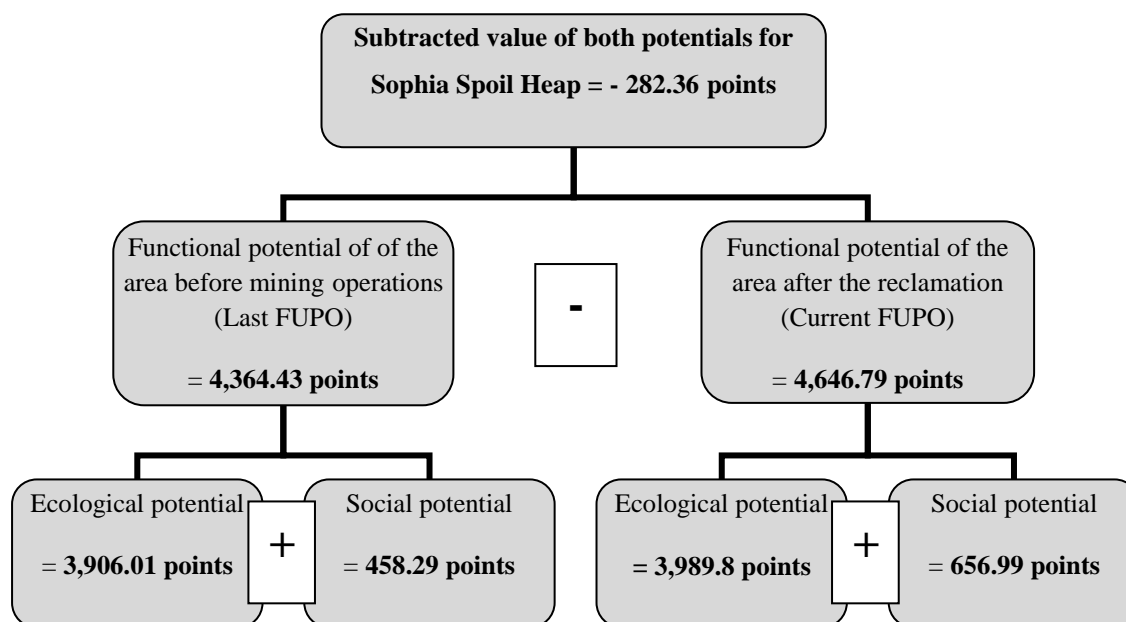 Subtracted value of both potentials for
Sophia Spoil Heap = - 282.36 points
Functional potential of of the
area before mining operations
(Last FUPO)
= 4,364.43 points
-
Functional potential of the
area after the reclamation
(Current FUPO)
= 4,646.79 points
Ecological potential
= 3,906.01 points
+
Social potential
= 458.29 points
Ecological potential
= 3,989.8 points
+
Social potential
= 656.99 points